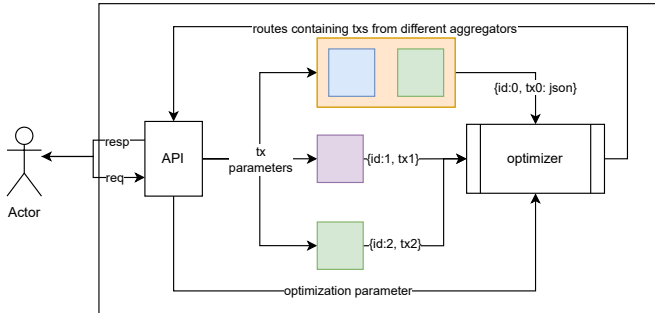 routes containing txs from different aggregators
{id:0, tx0: json}
resp
API
tx
parameters
{id:1, tx1}
optimizer
req
Actor
{id:2, tx2}
optimization parameter